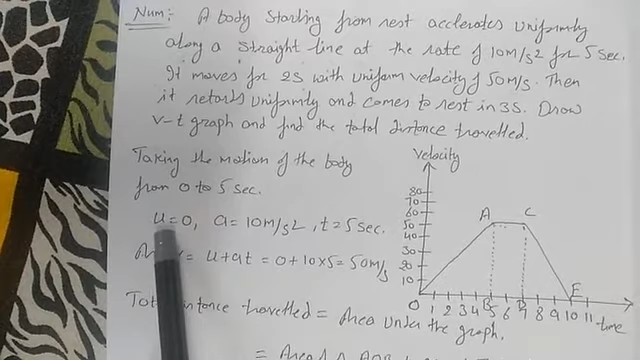 Num:- A body starting from rest accelerates uniformly
along a straight line at the rate of 10m/s2 for 5 sec.
It moves for 2s with uniform velocity of 50m/s. Then
it retards uniformly and comes to rest in 3s. Draw
v-t graph and find the total distance travelled.
Taking the motion of the body
from 0 to 5 sec.
u=0, a=10m/s2, t=5sec.
= u+at = 0+10x5=50m/s
distance travelled = Area under the graph.
= Area
Velocity
80
70
60
50
40
30
20
10
A C
E
O 1 2 3 4 5 6 7 8 9 10 11 time